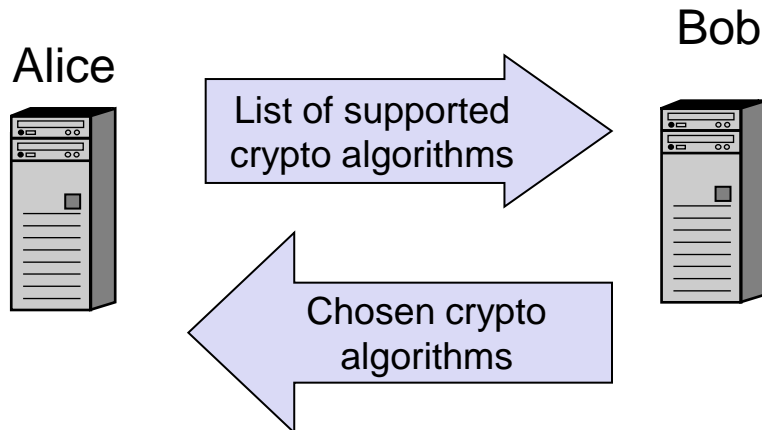 Alice
Bob
List of supported
crypto algorithms
Chosen crypto
algorithms